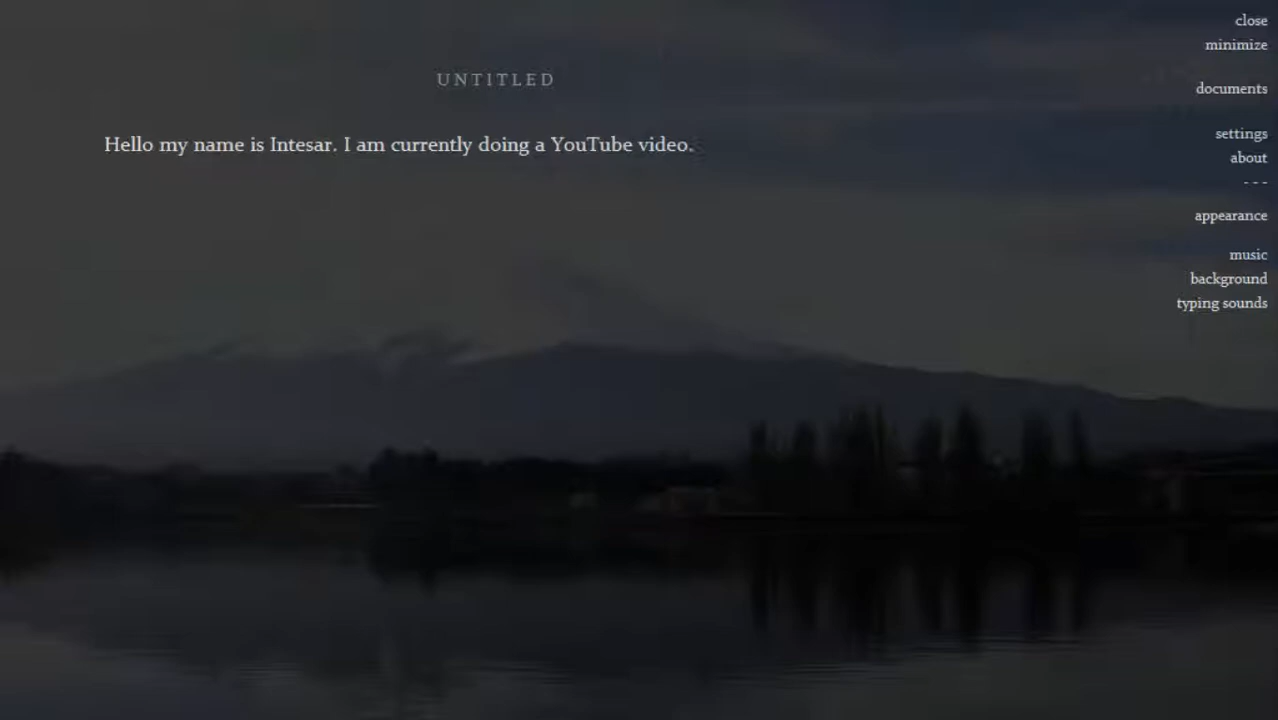 close
minimize
UNTITLED
documents
settings
Hello my name is Intesar. I am currently doing a YouTube video.
about
- - -
appearance
music
background
typing sounds